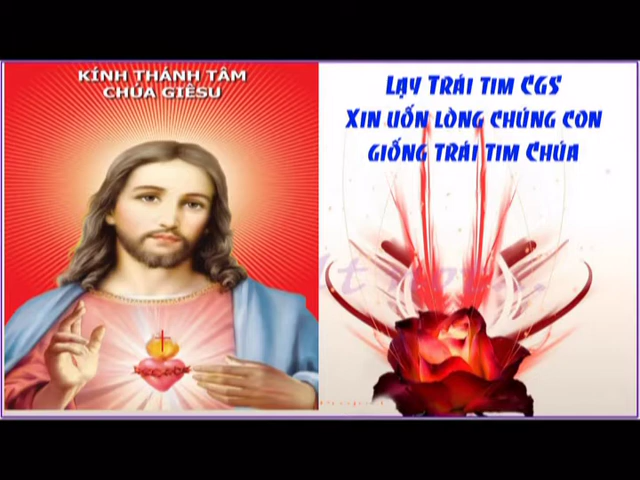 KÍNH THÁNH TÂM
CHÚA GIÊSU
LẠY TRÁI TIM CGS
XIN UỐN LÒNG CHÚNG CON
GIỐNG TRÁI TIM CHÚA